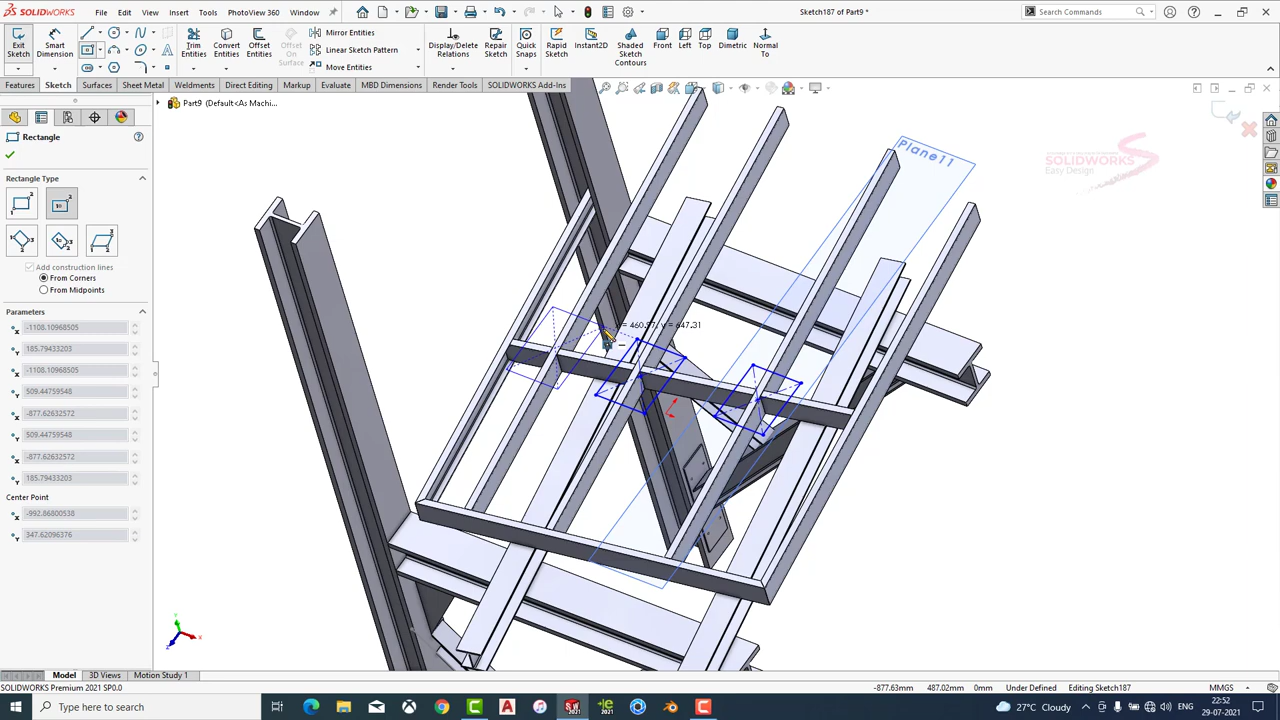 SOLIDWORKS
File
Edit
View
Insert
Tools
PhotoView 360
Window
Sketch187 of Part9 *
Search Commands
Exit Sketch
Smart Dimension
Trim Entities
Convert Entities
Offset Entities
Offset On Surface
Mirror Entities
Linear Sketch Pattern
Move Entities
Display/Delete Relations
Repair Sketch
Quick Snaps
Rapid Sketch
Instant2D
Shaded Sketch Contours
Front
Left
Top
Dimetric
Normal To
Features
Sketch
Surfaces
Sheet Metal
Weldments
Direct Editing
Markup
Evaluate
MBD Dimensions
Render Tools
SOLIDWORKS Add-Ins
Part9 (Default<As Machi...
Rectangle
Rectangle Type
Add construction lines
From Corners
From Midpoints
Parameters
-1108.10968505
185.79433203
-1108.10968505
509.44759548
-877.62632572
509.44759548
-877.62632572
185.79433203
Center Point
-992.86800538
347.62096376
Plane11
x = 460.97, y = 647.31
SOLIDWORKS
Easy Design
Model
3D Views
Motion Study 1
SOLIDWORKS Premium 2021 SP0.0
-877.63mm
487.02mm
0mm
Under Defined
Editing Sketch187
MMGS
Type here to search
27°C Cloudy
ENG
22:52
29-07-2021